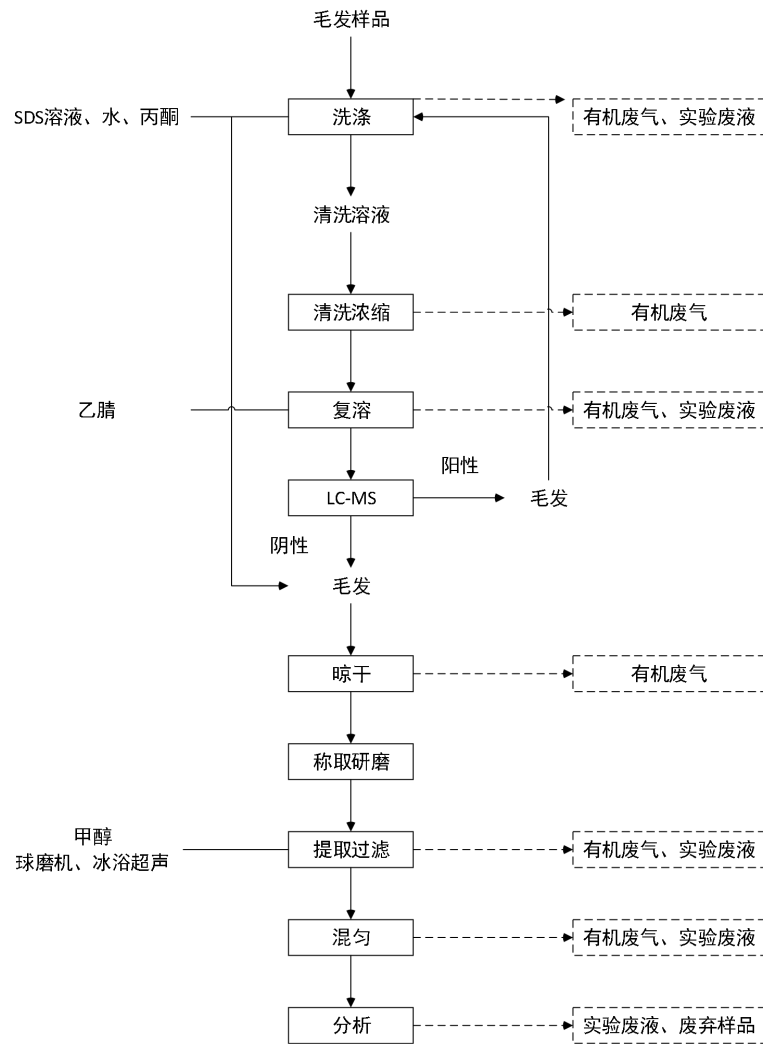 毛发样品
SDS溶液、水、丙酮
洗涤
有机废气、实验废液
清洗溶液
清洗浓缩
有机废气
乙腈
复溶
有机废气、实验废液
阳性
LC-MS
毛发
阴性
毛发
晾干
有机废气
称取研磨
甲醇
球磨机、冰浴超声
提取过滤
有机废气、实验废液
混匀
有机废气、实验废液
分析
实验废液、废弃样品